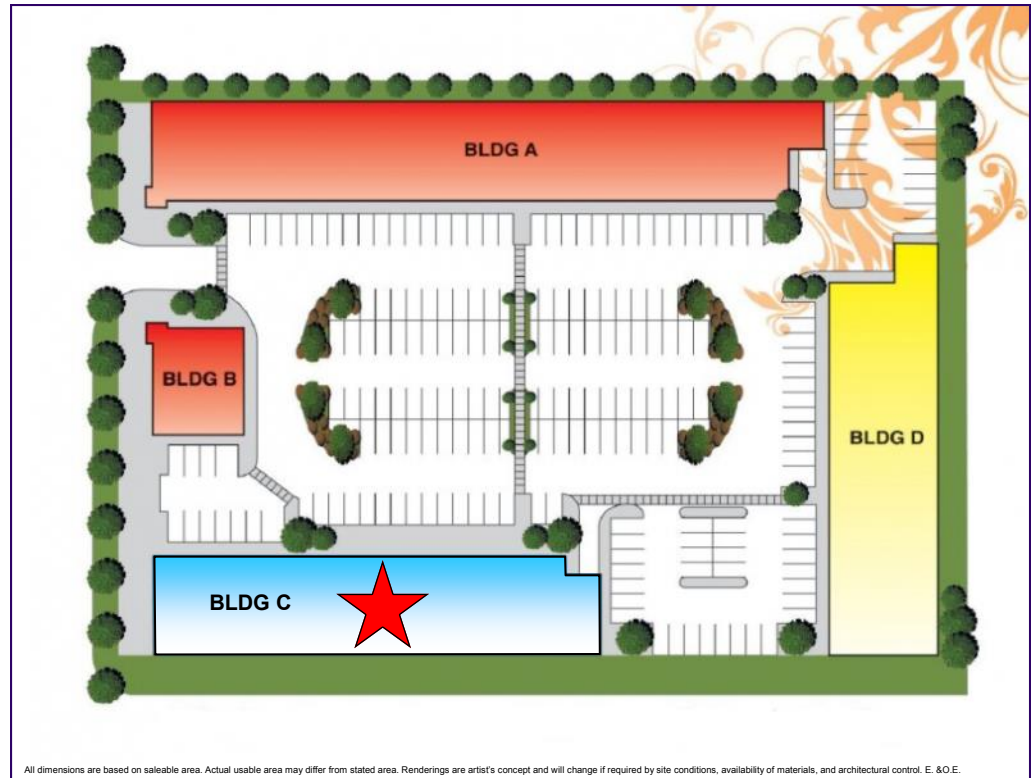 BLDG A
BLDG B
BLDG D
BLDG C
All dimensions are based on saleable area. Actual usable area may differ from stated area. Renderings are artist's concept and will change if required by site conditions, availability of materials, and architectural control. E. &O.E.